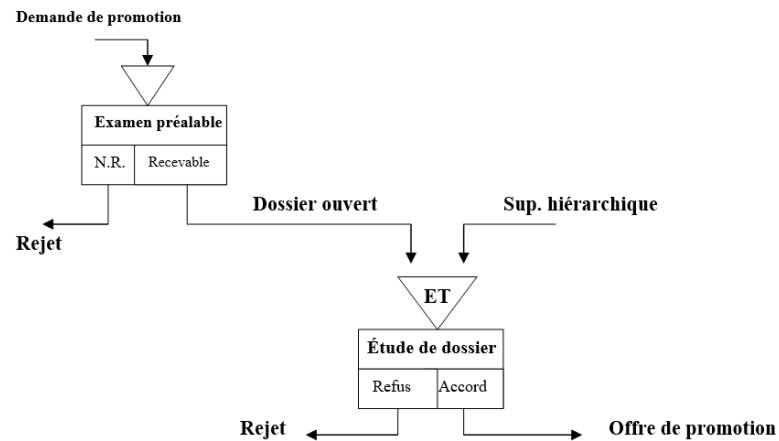 Demande de promotion
Examen préalable
N.R. Recevable
Dossier ouvert Sup. hiérarchique
Rejet
ET
Étude de dossier
Refus Accord
Rejet Offre de promotion